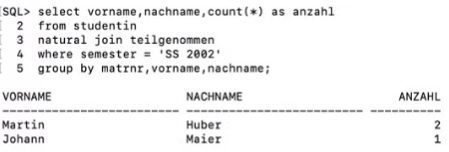 SQL> select vorname,nachname,count(*) as anzahl
2 from studentin
3 natural join teilgenommen
4 where semester = 'SS 2002'
5 group by matrnr,vorname,nachname;
VORNAME NACHNAME ANZAHL
Martin Huber 2
Johann Maier 1